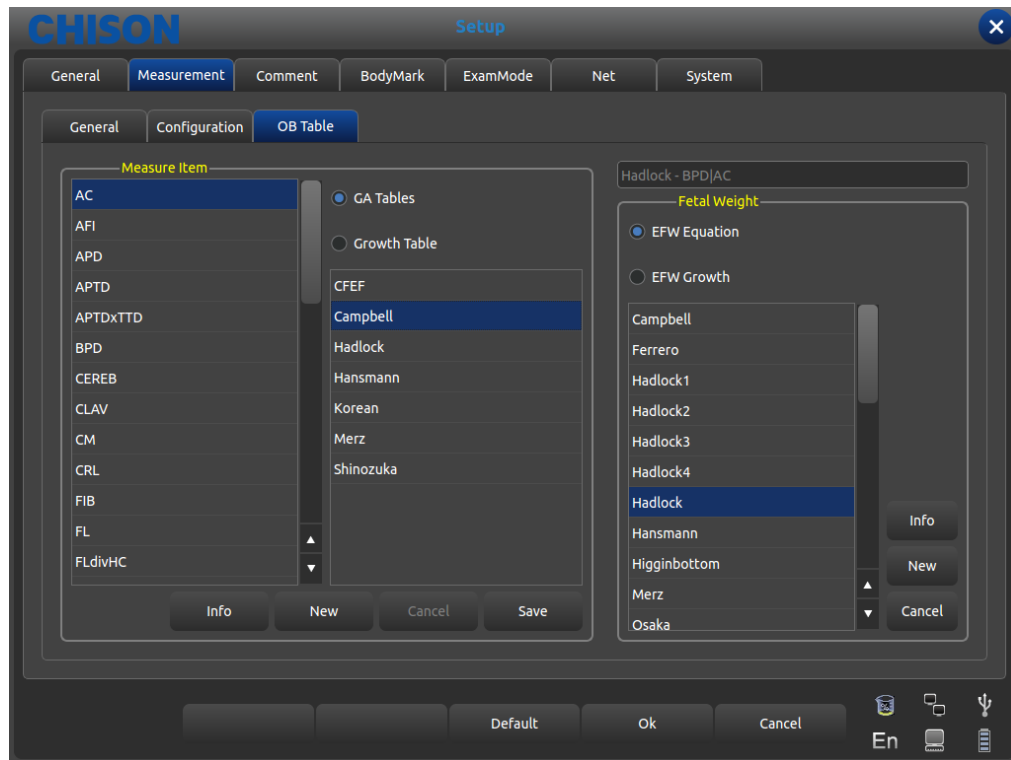 CHISON
Setup
General Measurement Comment BodyMark ExamMode Net System
General Configuration OB Table
Measure Item
AC
AFI
APD
APTD
APTDxTTD
BPD
CEREB
CLAV
CM
CRL
FIB
FL
FLdivHC
GA Tables
Growth Table
CFEF
Campbell
Hadlock
Hansmann
Korean
Merz
Shinozuka
Info New Cancel Save
Hadlock - BPD|AC
Fetal Weight
EFW Equation
EFW Growth
Campbell
Ferrero
Hadlock1
Hadlock2
Hadlock3
Hadlock4
Hadlock
Hansmann
Higginbottom
Merz
Osaka
Info
New
Cancel
Default Ok Cancel
En